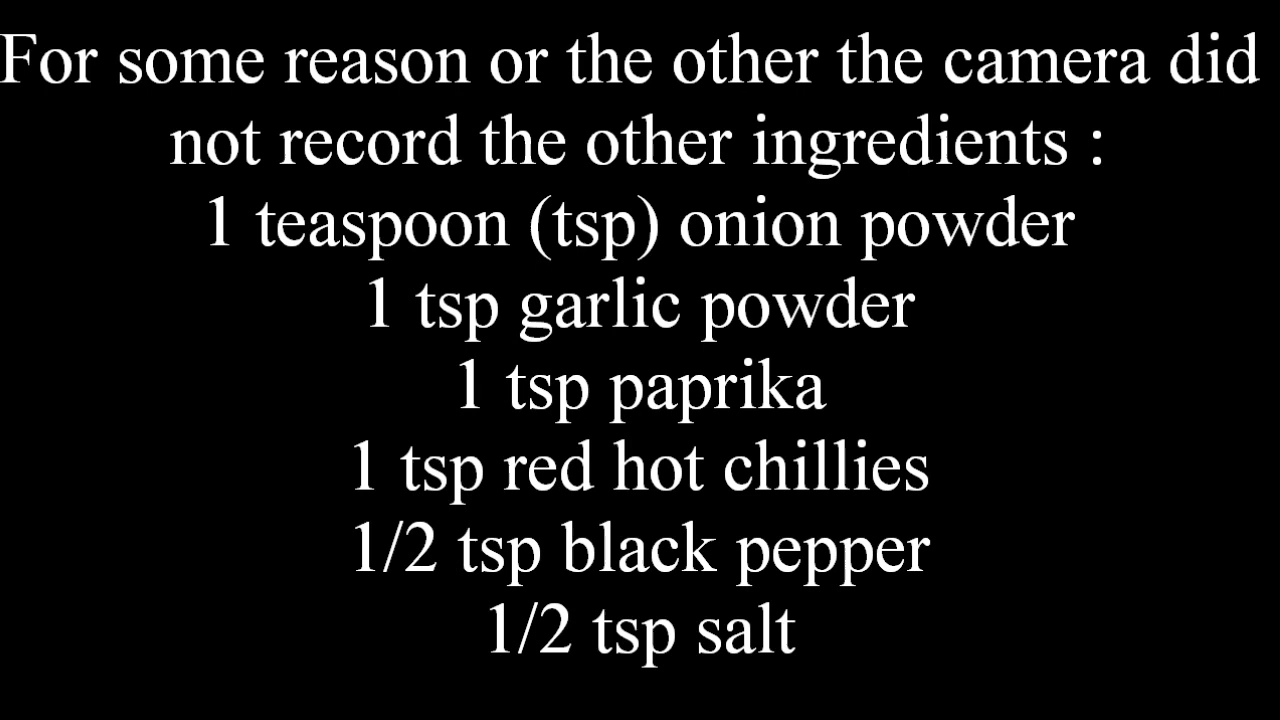 For some reason or the other the camera did
not record the other ingredients :
1 teaspoon (tsp) onion powder
1 tsp garlic powder
1 tsp paprika
1 tsp red hot chillies
1/2 tsp black pepper
1/2 tsp salt